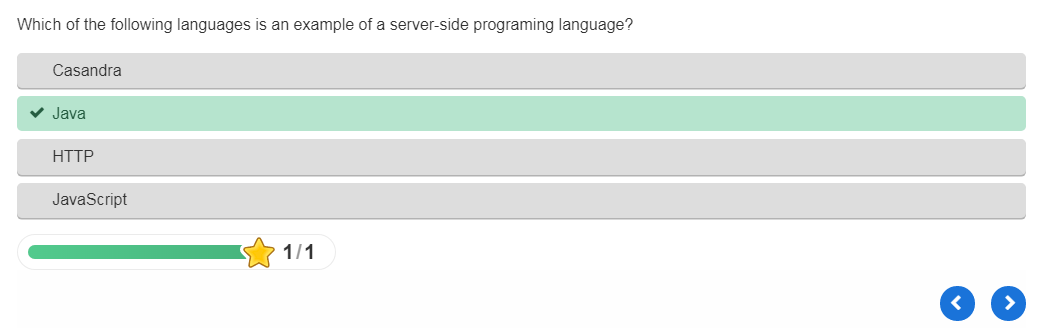 Which of the following languages is an example of a server-side programing language?
Casandra
Java
HTTP
JavaScript
1/1